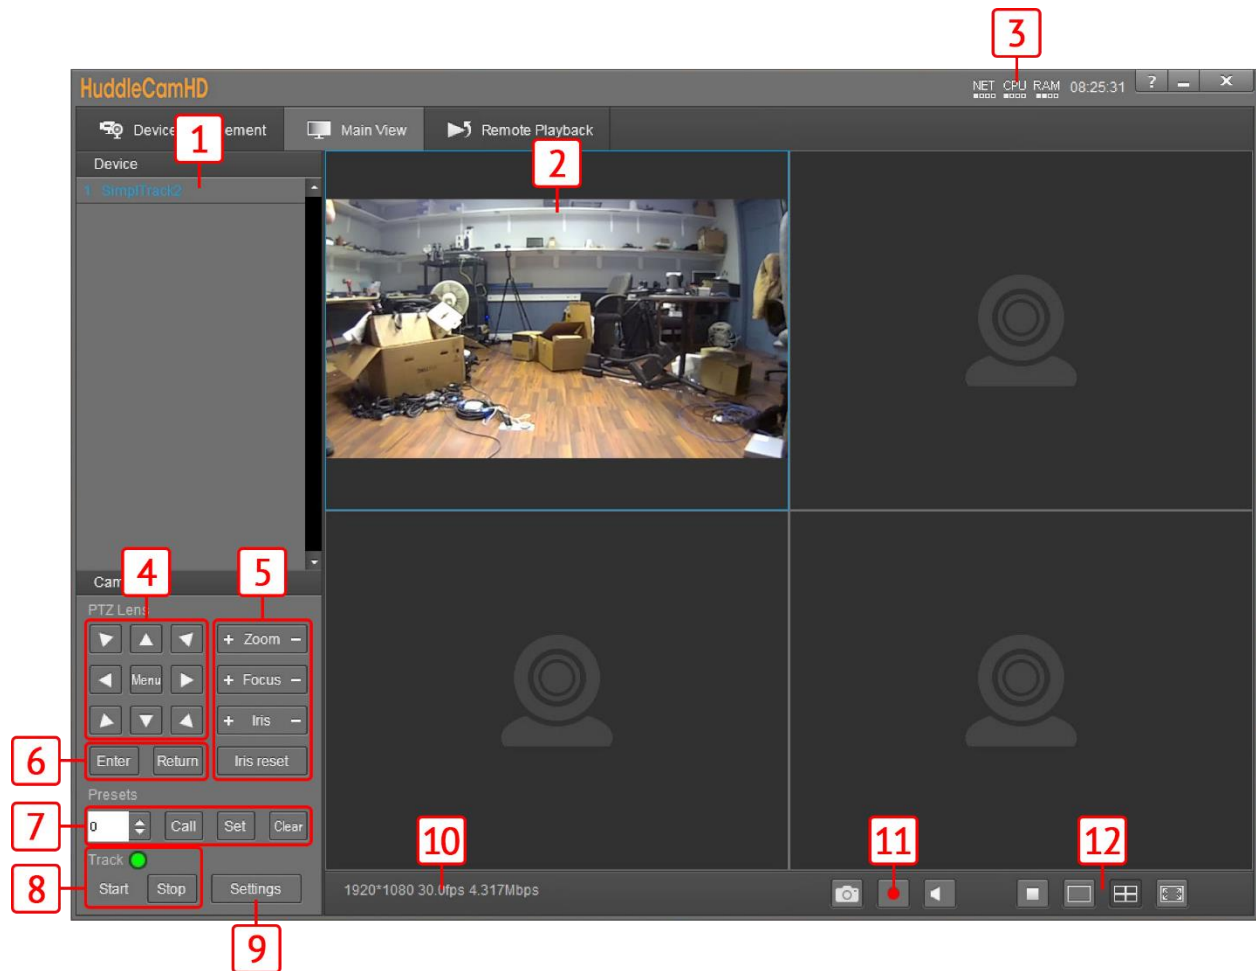 3
HuddleCamHD
NET CPU RAM 08:25:31 ? – X
Device ement Main View Remote Playback
1
2
Device
1 SimplTrack2
4
5
Cam
PTZ Lens
+ Zoom −
Menu + Focus −
+ Iris −
6
Enter Return Iris reset
Presets
7
0 Call Set Clear
10
11
12
Track
8
Start Stop Settings
1920*1080 30.0fps 4.317Mbps
9